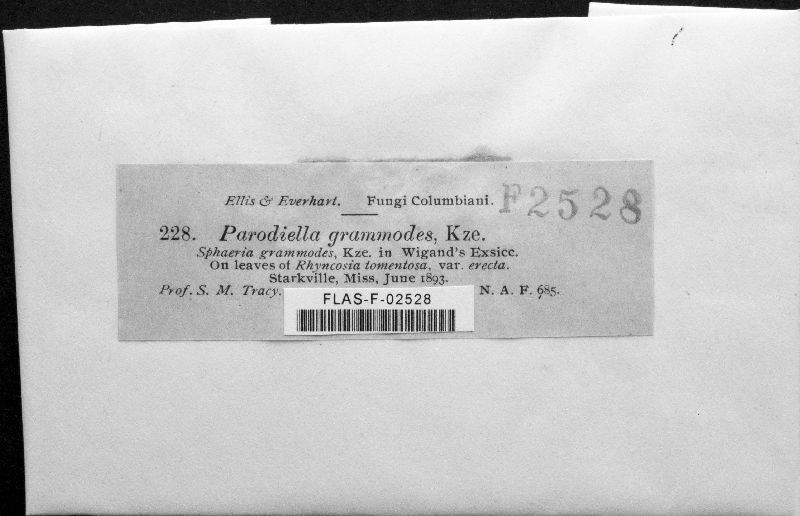 Ellis & Everhart. Fungi Columbiani. F2528
228. Parodiella grammodes, Kze.
Sphaeria grammodes, Kze. in Wigand's Exsicc.
On leaves of Rhyncosia tomentosa, var. erecta.
Starkville, Miss, June 1893.
Prof. S. M. Tracy. N. A. F. 685.
FLAS-F-02528